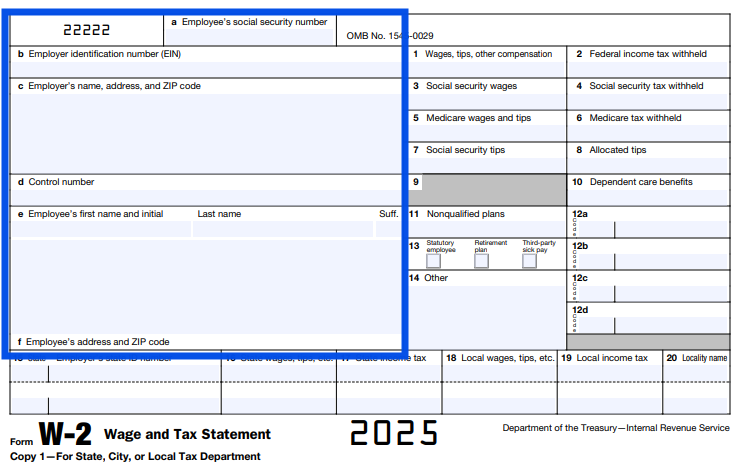 22222
a Employee's social security number
OMB No. 1545-0029
b Employer identification number (EIN)
1 Wages, tips, other compensation
2 Federal income tax withheld
c Employer's name, address, and ZIP code
3 Social security wages
4 Social security tax withheld
5 Medicare wages and tips
6 Medicare tax withheld
7 Social security tips
8 Allocated tips
d Control number
9
10 Dependent care benefits
e Employee's first name and initial
Last name
Suff.
11 Nonqualified plans
12a
Code
13
Statutory employee
Retirement plan
Third-party sick pay
12b
Code
14 Other
12c
Code
12d
Code
f Employee's address and ZIP code
15 State Employer's state ID number
16 State wages, tips, etc.
17 State income tax
18 Local wages, tips, etc.
19 Local income tax
20 Locality name
Form W-2 Wage and Tax Statement
2025
Department of the Treasury—Internal Revenue Service
Copy 1—For State, City, or Local Tax Department